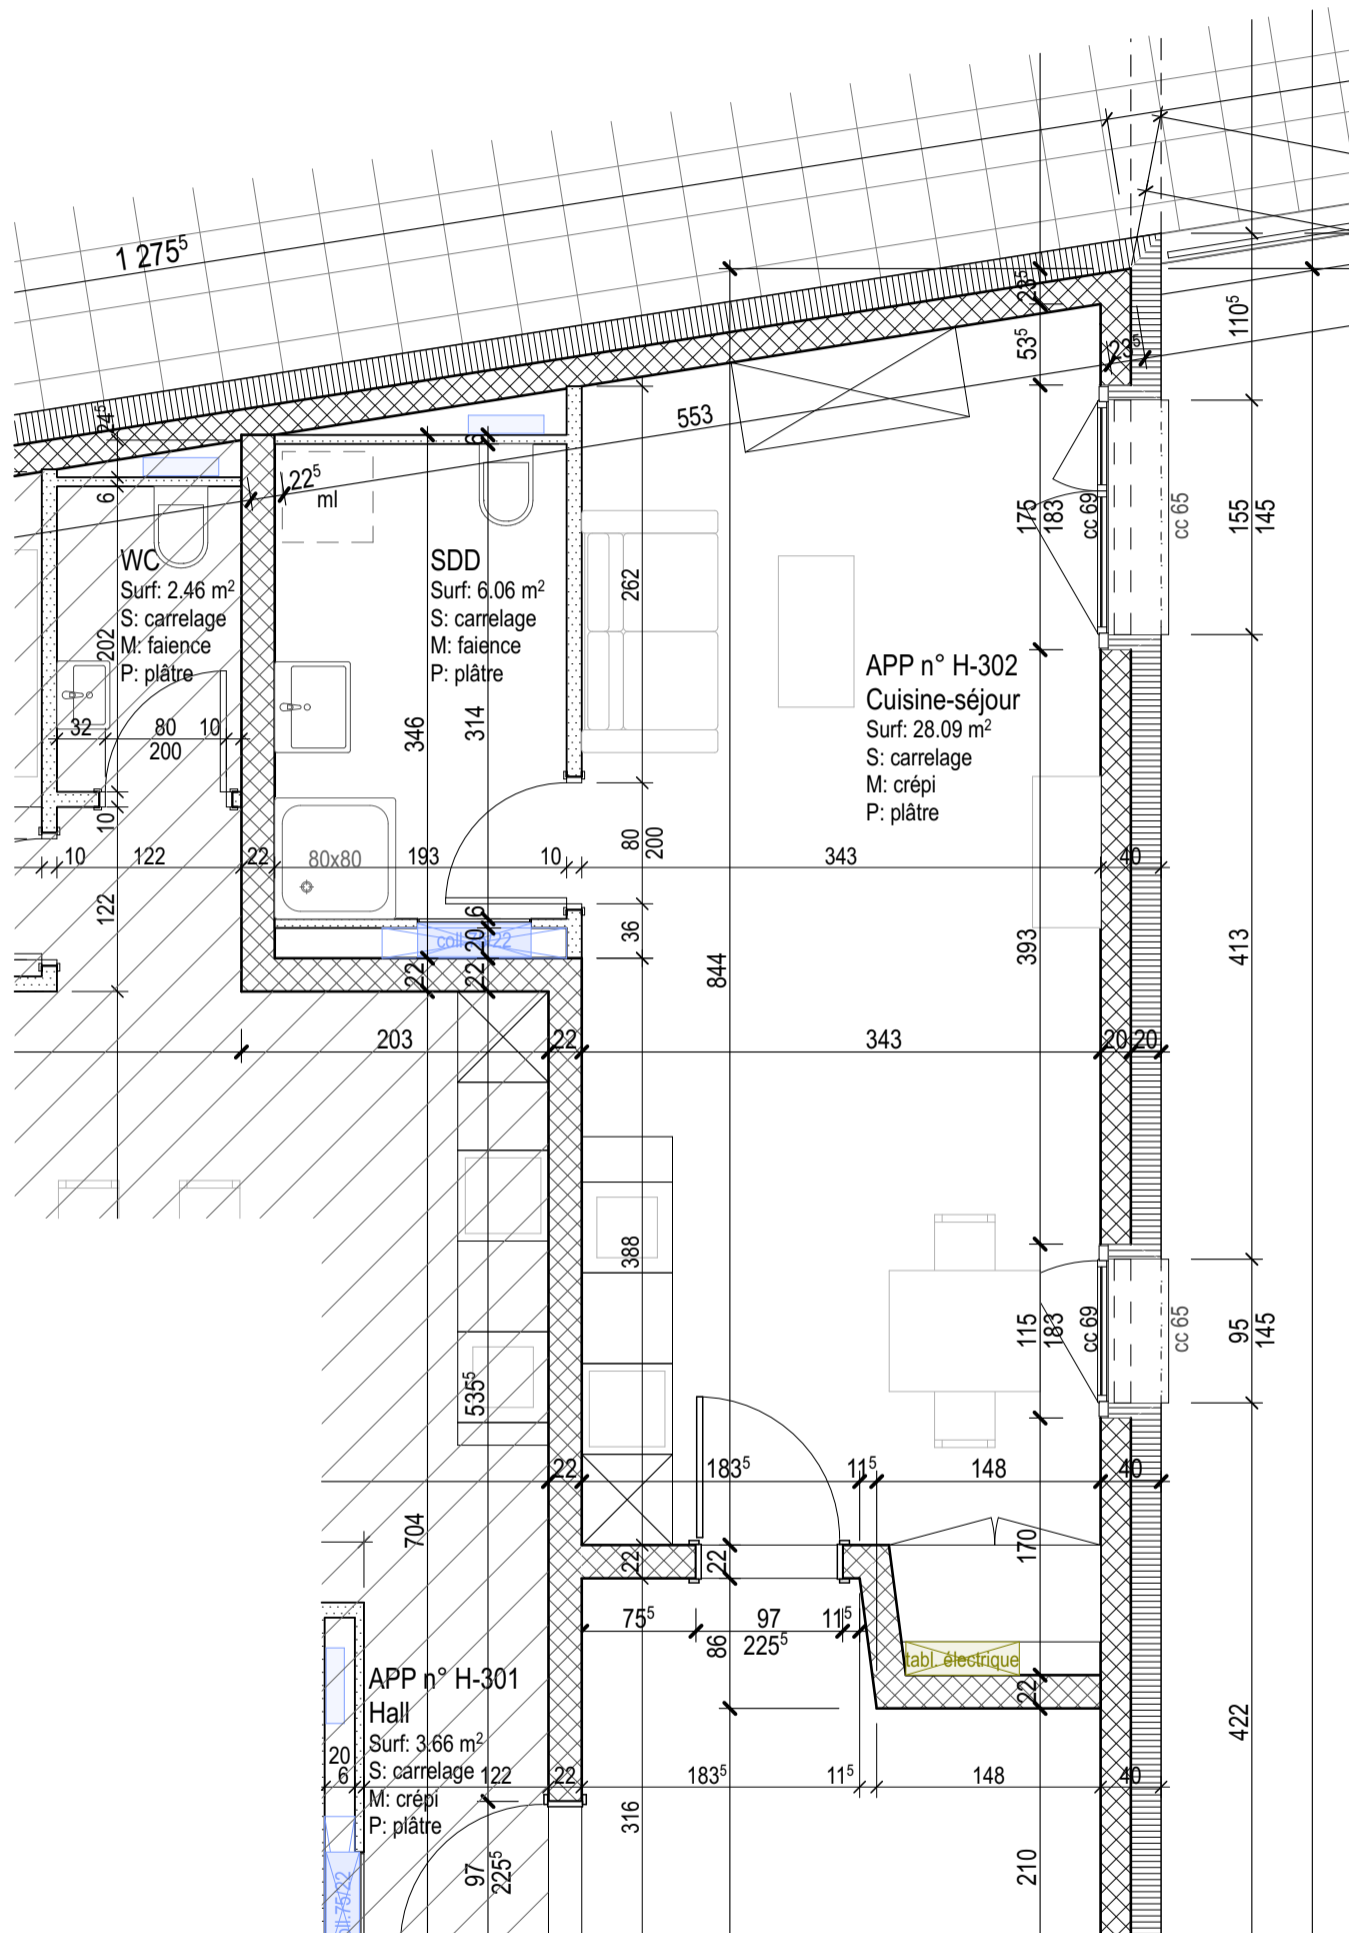 1 275⁵
23⁵
53⁵
110⁵
23⁵
24⁵
553
6
22⁵
ml
6
WC
Surf: 2.46 m²
S: carrelage
M: faience
P: plâtre
SDD
Surf: 6.06 m²
S: carrelage
M: faience
P: plâtre
202
262
346
314
175
183
cc 69
cc 65
155
145
APP n° H-302
Cuisine-séjour
Surf: 28.09 m²
S: carrelage
M: crépi
P: plâtre
32
80
10
200
10
80
200
10
122
22
80x80
193
10
343
40
122
6
20
36
22
22
844
393
413
203
22
343
20
20
388
535⁵
115
183
cc 69
cc 65
95
145
22
183⁵
11⁵
148
40
704
22
22
170
75⁵
97
11⁵
225⁵
86
tabl. électrique
22
APP n° H-301
Hall
Surf: 3.66 m²
S: carrelage
M: crépi
P: plâtre
20
6
122
22
183⁵
11⁵
148
40
422
316
97
225⁵
210